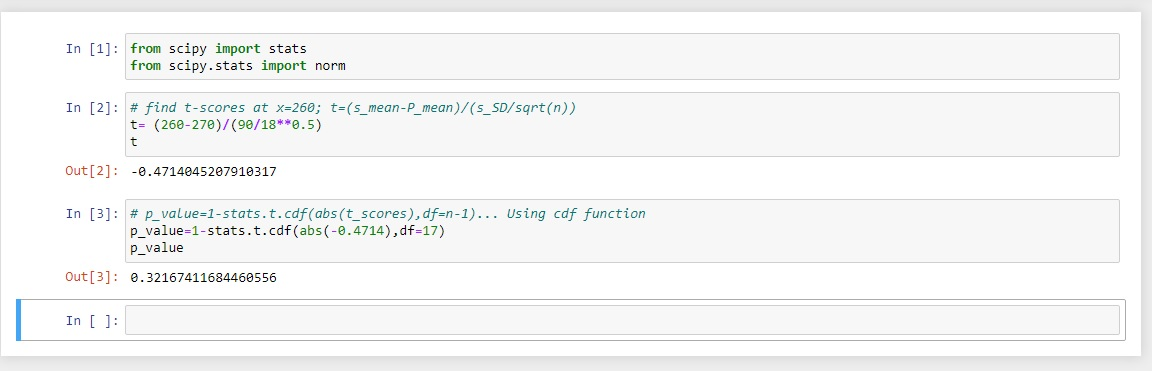 In [1]: from scipy import stats
from scipy.stats import norm
In [2]: # find t-scores at x=260; t=(s_mean-P_mean)/(s_SD/sqrt(n))
t= (260-270)/(90/18**0.5)
t
Out[2]: -0.4714045207910317
In [3]: # p_value=1-stats.t.cdf(abs(t_scores),df=n-1)... Using cdf function
p_value=1-stats.t.cdf(abs(-0.4714),df=17)
p_value
Out[3]: 0.32167411684460556
In [ ]: